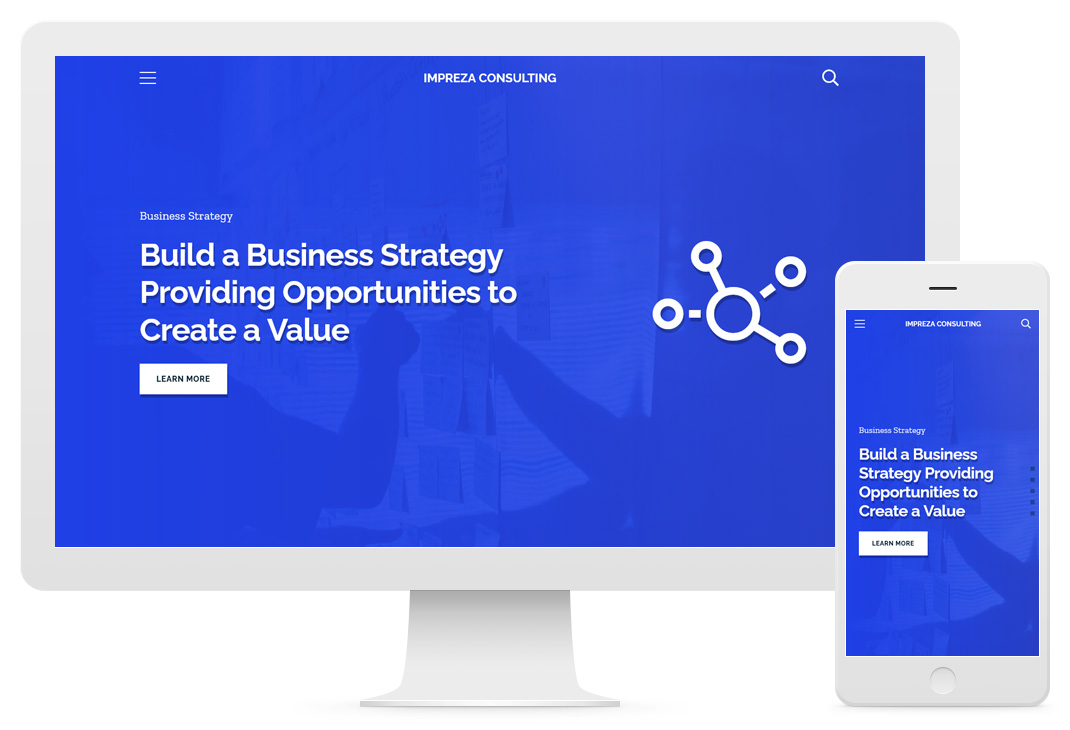 IMPREZA CONSULTING
Business Strategy
Build a Business Strategy
Providing Opportunities to
Create a Value
LEARN MORE
IMPREZA CONSULTING
Business Strategy
Build a Business
Strategy Providing
Opportunities to
Create a Value
LEARN MORE